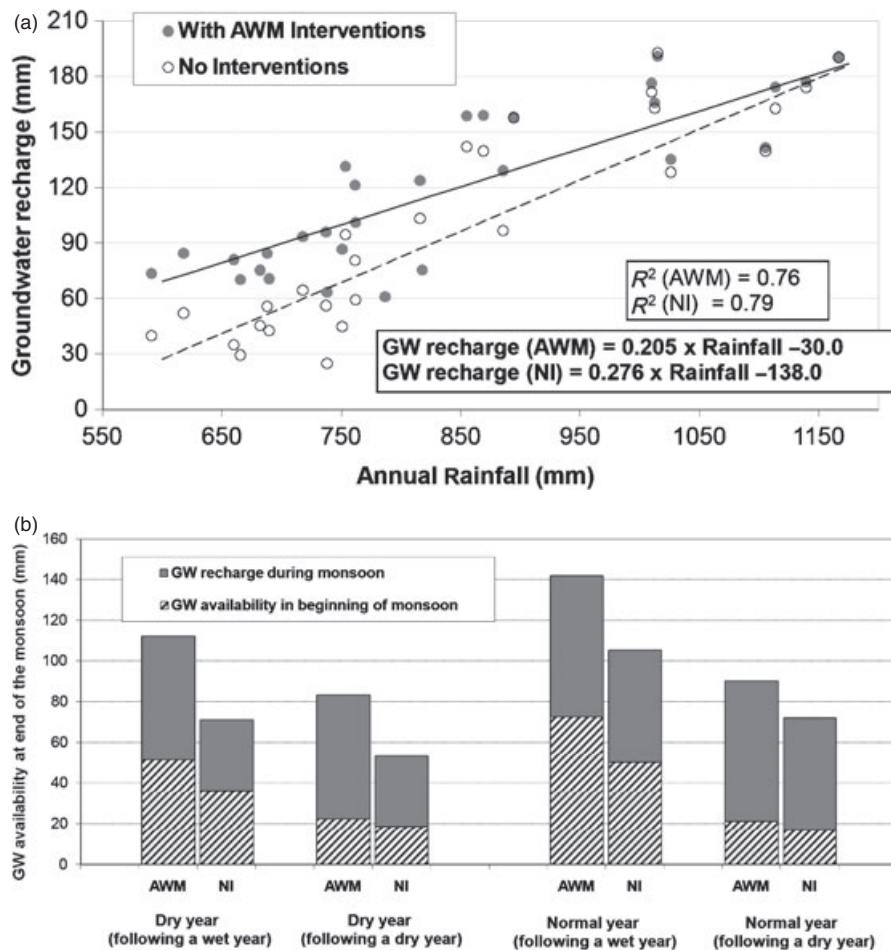 (a)
210
180
150
120
90
60
30
0
Groundwater recharge (mm)
With AWM Interventions
No Interventions
R² (AWM) = 0.76
R² (NI) = 0.79
GW recharge (AWM) = 0.205 x Rainfall –30.0
GW recharge (NI) = 0.276 x Rainfall –138.0
550 650 750 850 950 1050 1150
Annual Rainfall (mm)
(b)
160
140
120
100
80
60
40
20
0
GW availability at end of the monsoon (mm)
GW recharge during monsoon
GW availability in beginning of monsoon
AWM NI AWM NI AWM NI AWM NI
Dry year Dry year Normal year Normal year
(following a wet year) (following a dry year) (following a wet year) (following a dry year)